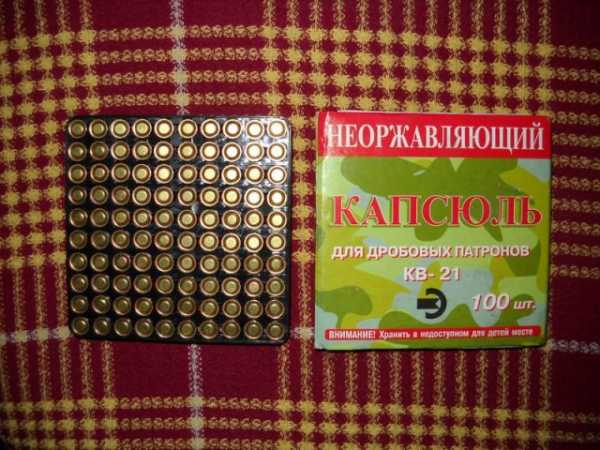 НЕОРЖАВЛЯЮЩИЙ
КАПСЮЛЬ
ДЛЯ ДРОБОВЫХ ПАТРОНОВ
КВ- 21
100 шт.
ВНИМАНИЕ! Хранить в недоступном для детей месте